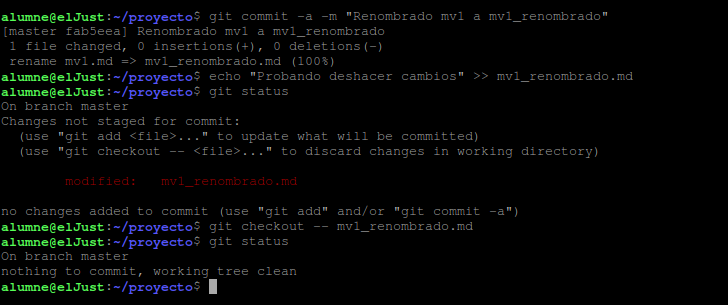 alumne@elJust:~/proyecto$ git commit -a -m "Renombrado mv1 a mv1_renombrado"
[master fab5eea] Renombrado mv1 a mv1_renombrado
 1 file changed, 0 insertions(+), 0 deletions(-)
 rename mv1.md => mv1_renombrado.md (100%)
alumne@elJust:~/proyecto$ echo "Probando deshacer cambios" >> mv1_renombrado.md
alumne@elJust:~/proyecto$ git status
On branch master
Changes not staged for commit:
  (use "git add <file>..." to update what will be committed)
  (use "git checkout -- <file>..." to discard changes in working directory)
        modified:   mv1_renombrado.md
no changes added to commit (use "git add" and/or "git commit -a")
alumne@elJust:~/proyecto$ git checkout -- mv1_renombrado.md
alumne@elJust:~/proyecto$ git status
On branch master
nothing to commit, working tree clean
alumne@elJust:~/proyecto$